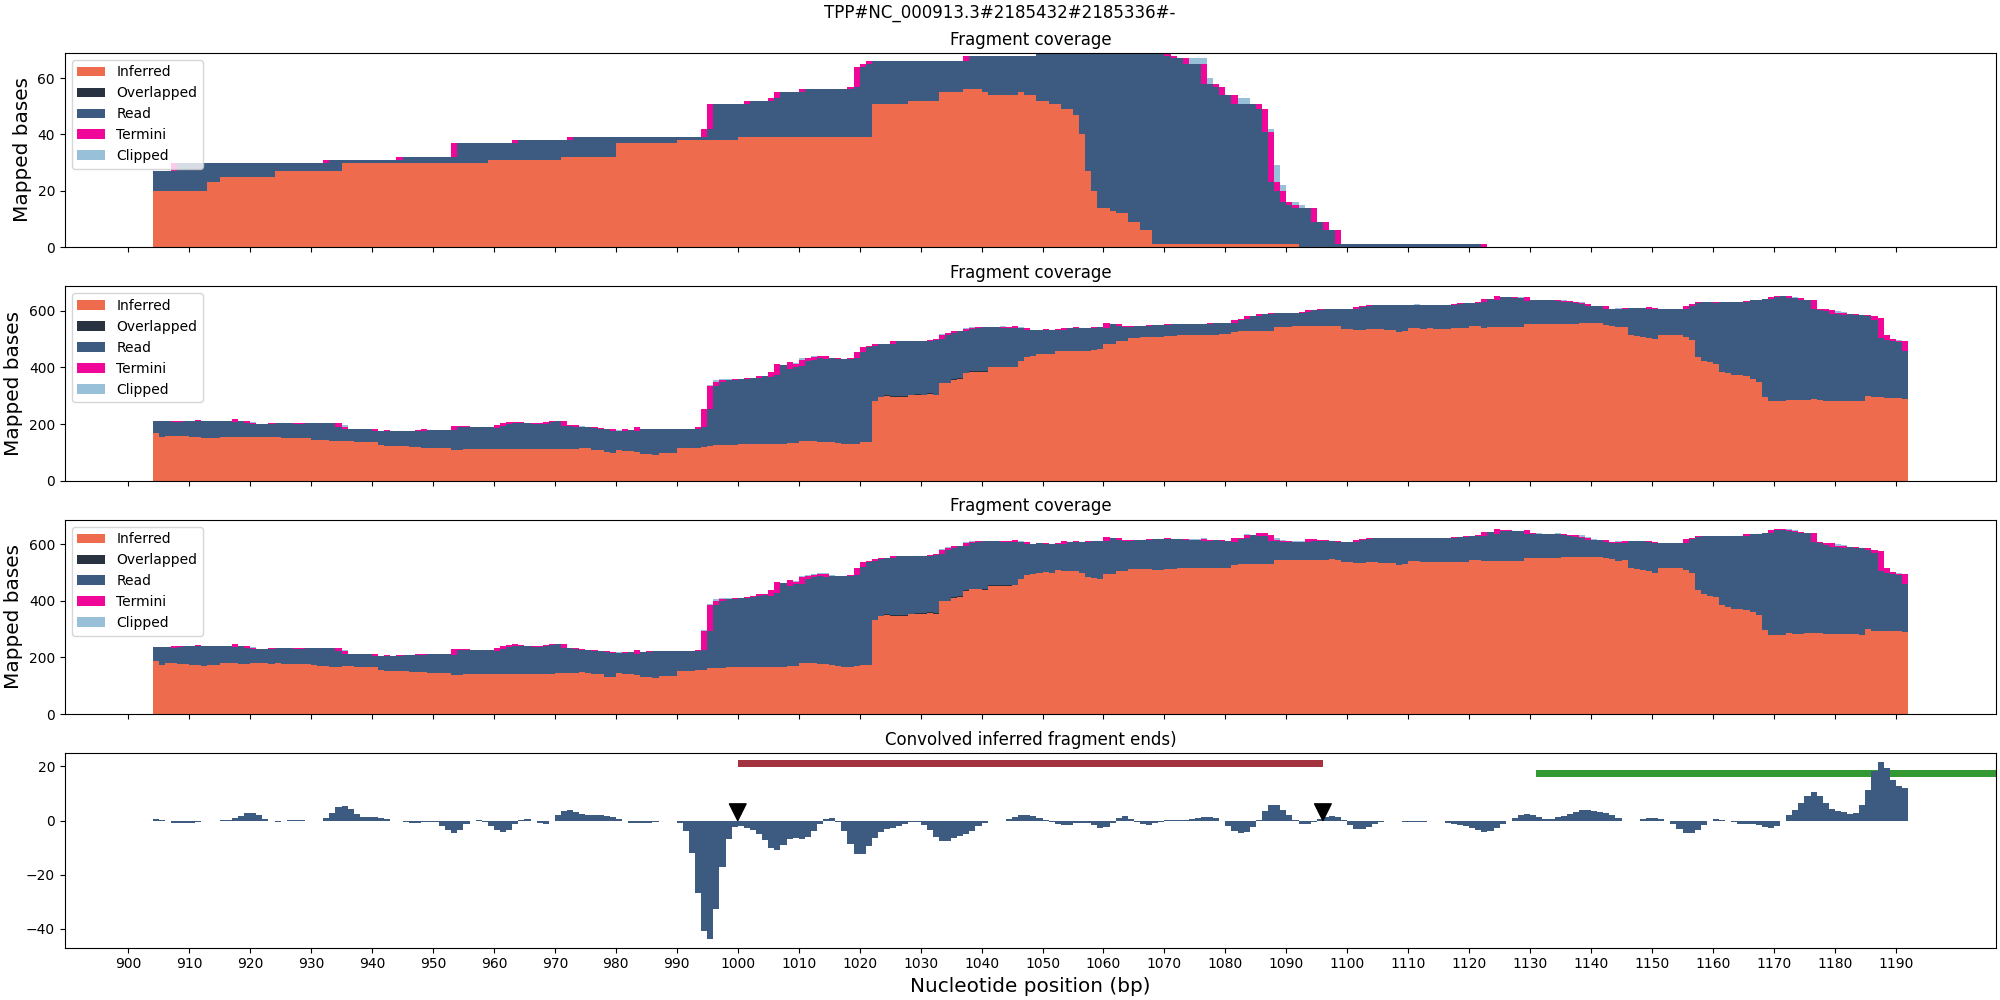 TPP#NC_000913.3#2185432#2185336#-
Fragment coverage
Mapped bases
60
40
20
0
Inferred
Overlapped
Read
Termini
Clipped
Fragment coverage
Mapped bases
600
400
200
0
Inferred
Overlapped
Read
Termini
Clipped
Fragment coverage
Mapped bases
600
400
200
0
Inferred
Overlapped
Read
Termini
Clipped
Convolved inferred fragment ends)
20
0
−20
−40
900 910 920 930 940 950 960 970 980 990 1000 1010 1020 1030 1040 1050 1060 1070 1080 1090 1100 1110 1120 1130 1140 1150 1160 1170 1180 1190
Nucleotide position (bp)